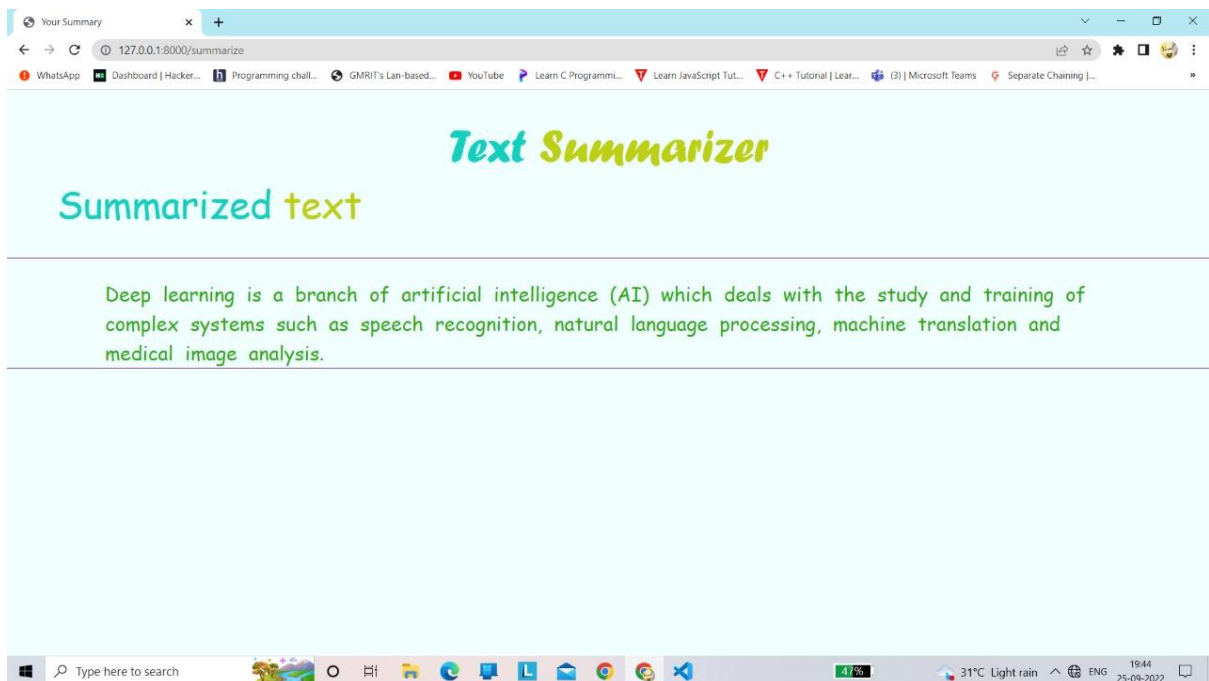 Your Summary
127.0.0.1:8000/summarize
WhatsApp Dashboard | Hacker... Programming chall... GMRIT's Lan-based... YouTube Learn C Programmi... Learn JavaScript Tut... C++ Tutorial | Lear... (3) | Microsoft Teams Separate Chaining |... »
Text Summarizer
Summarized text
Deep learning is a branch of artificial intelligence (AI) which deals with the study and training of
complex systems such as speech recognition, natural language processing, machine translation and
medical image analysis.
Type here to search 47% 31°C Light rain ENG 19:44
25-09-2022